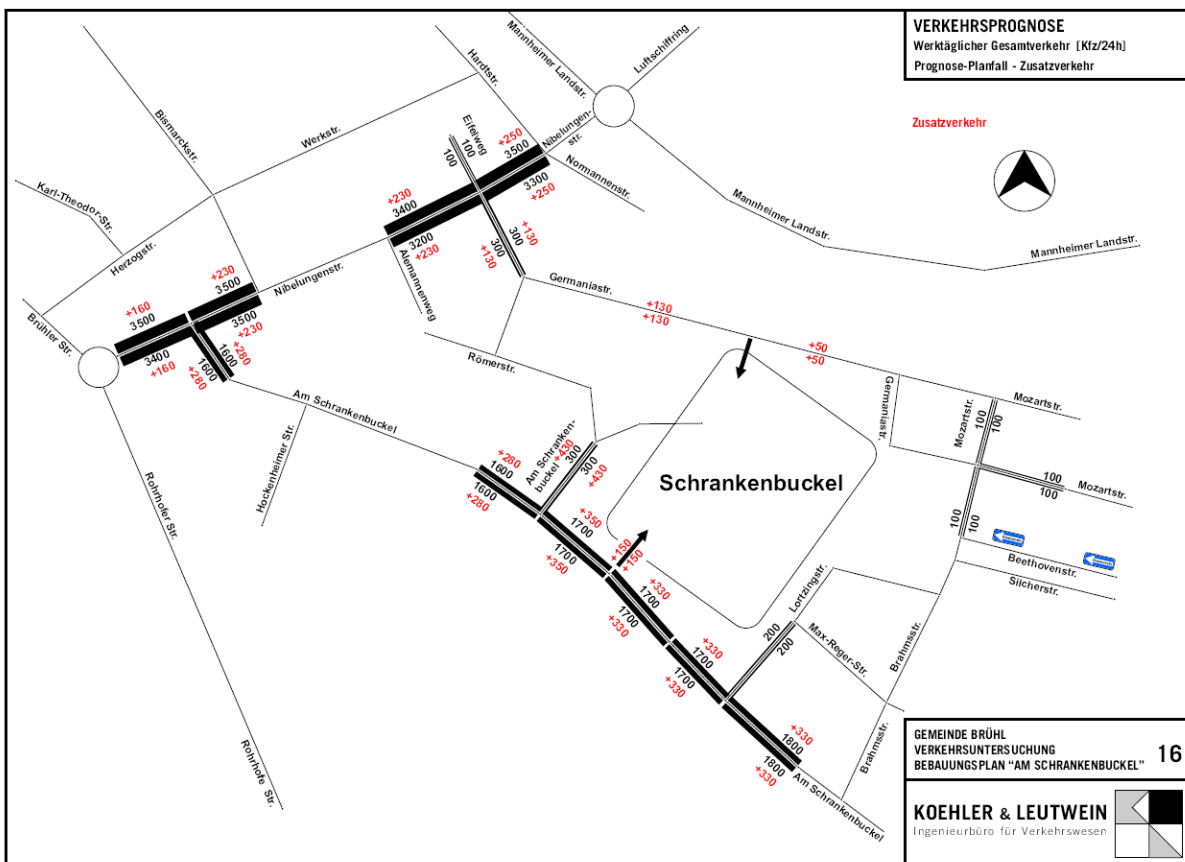 VERKEHRSPROGNOSE
Werktäglicher Gesamtverkehr [Kfz/24h]
Prognose-Planfall - Zusatzverkehr
Zusatzverkehr
Mannheimer Landstr.
Luftschiffring
Hardtstr.
Bismarckstr.
Werkstr.
Eifelweg
100
100
Nibelungen-
str.
+250
3500
3300
+250
Normannenstr.
Karl-Theodor-Str.
Herzogstr.
+230
3400
3200
+230
Alemannenweg
300
300
+130
+130
Mannheimer Landstr.
Mannheimer Landstr.
Nibelungenstr.
Germaniastr.
+130
+130
+230
3500
3500
+230
+160
3500
3400
+160
Brühler Str.
1600
1600
+280
+280
Römerstr.
+50
+50
Germaniastr.
Mozartstr.
Mozartstr.
100
100
Am Schrankenbuckel
Hockenheimer Str.
Am Schranken-
buckel
+430
300
300
+430
Schrankenbuckel
100
100
Mozartstr.
+280
1600
1600
+280
+350
1700
1700
+350
+150
+150
100
100
Beethovenstr.
Silcherstr.
Rohrhofer Str.
+330
1700
1700
+330
Lortzingstr.
200
200
Max-Reger-Str.
Brahmsstr.
+330
1700
1700
+330
Brahmsstr.
+330
1800
1800
+330
Am Schrankenbuckel
Rohrhofe Str.
GEMEINDE BRÜHL
VERKEHRSUNTERSUCHUNG
BEBAUUNGSPLAN “AM SCHRANKENBUCKEL” 16
KOEHLER & LEUTWEIN
Ingenieurbüro für Verkehrswesen